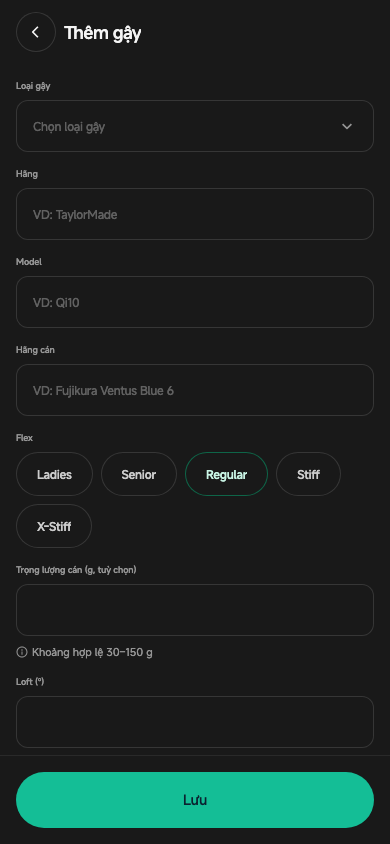 Thêm gậy
Loại gậy
Chọn loại gậy
Hãng
VD: TaylorMade
Model
VD: Qi10
Hãng cán
VD: Fujikura Ventus Blue 6
Flex
Ladies Senior Regular Stiff
X-Stiff
Trọng lượng cán (g, tuỳ chọn)
Khoảng hợp lệ 30–150 g
Loft (°)
Lưu